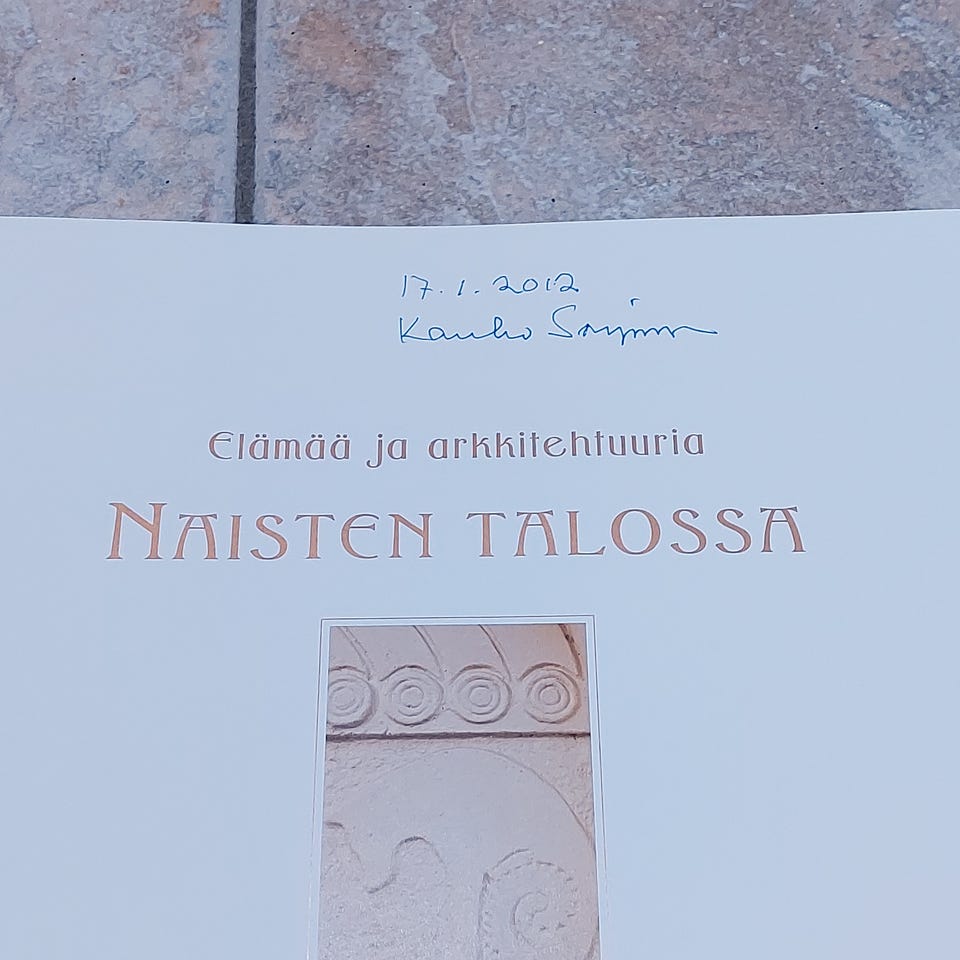 17.1.2012
Kauko
Elämää ja arkkitehtuuria
NAISTEN TALOSSA